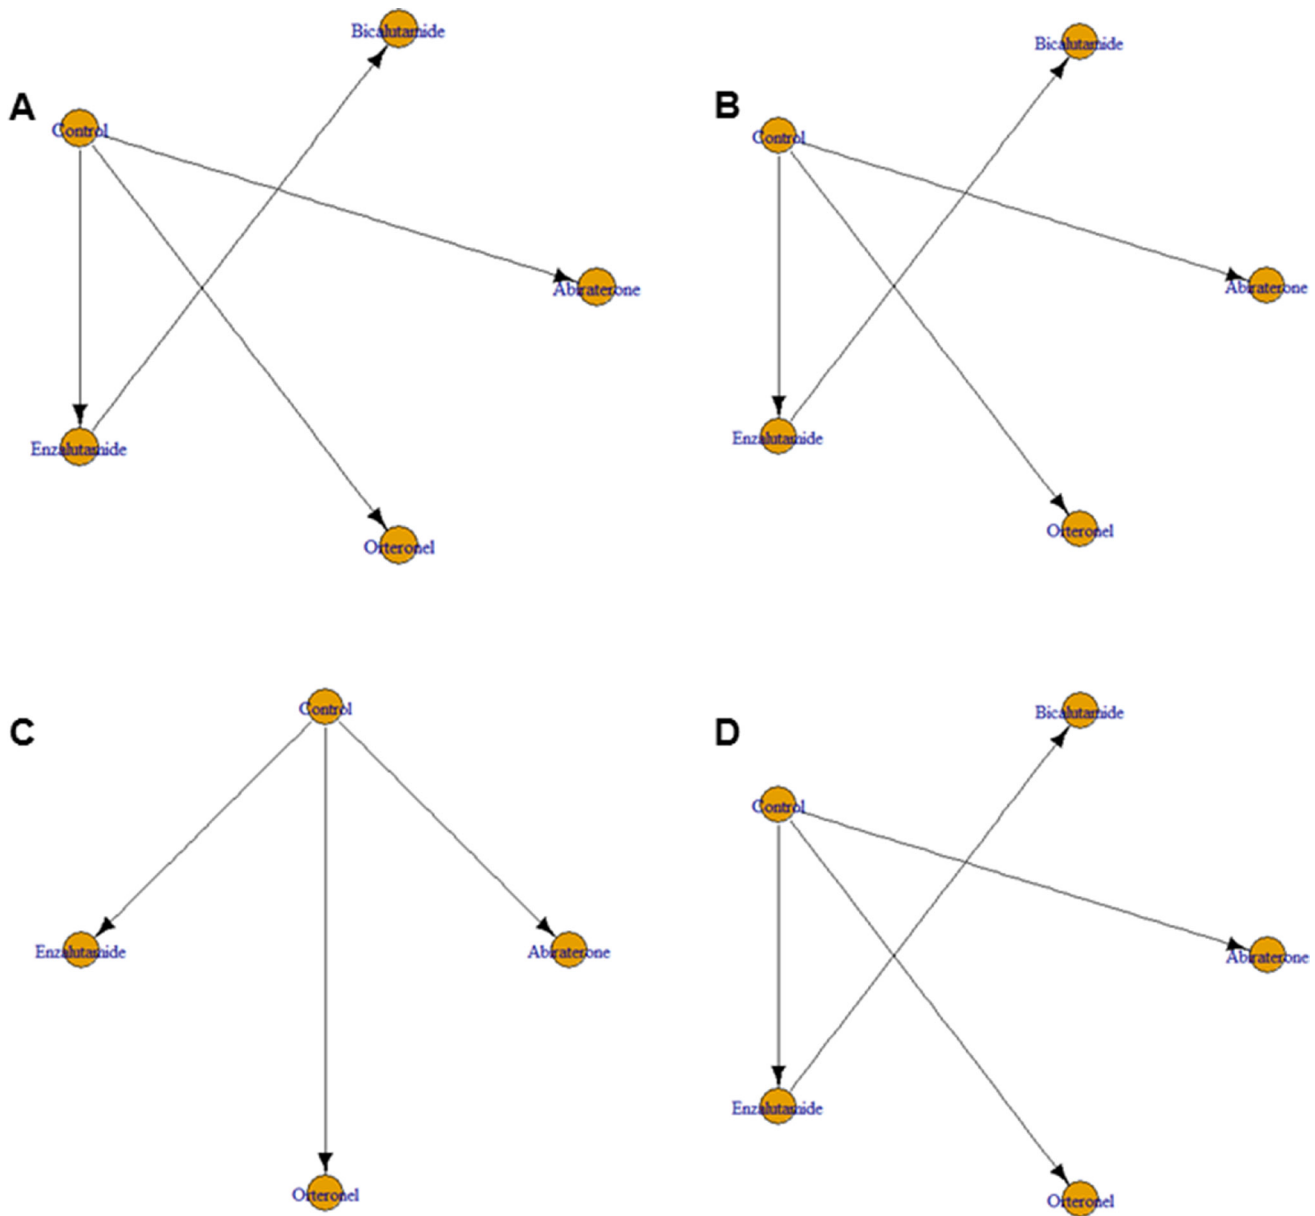 A
Bicalutamide
Control
Abiraterone
Enzalutamide
Orteronel
B
Bicalutamide
Control
Abiraterone
Enzalutamide
Orteronel
C
Control
Enzalutamide
Abiraterone
Orteronel
D
Bicalutamide
Control
Abiraterone
Enzalutamide
Orteronel